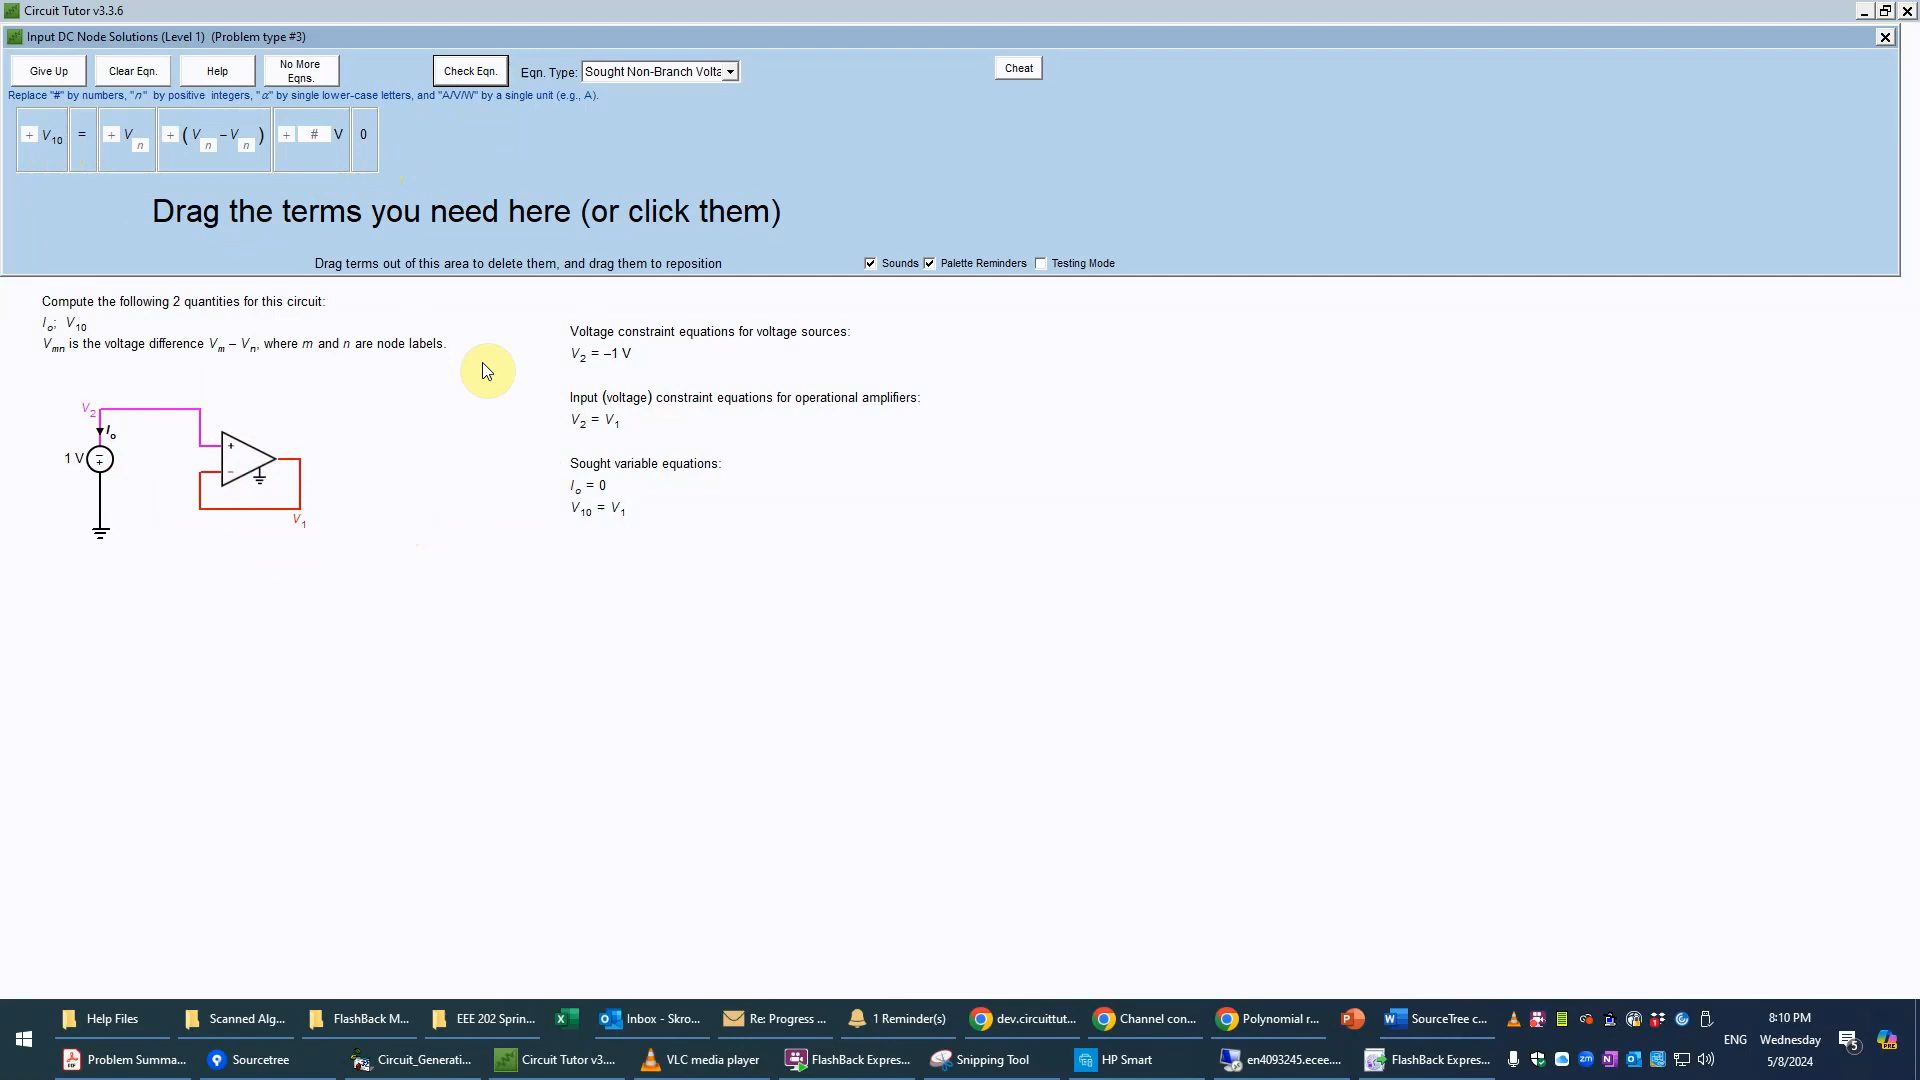 Circuit Tutor v3.3.6
Input DC Node Solutions (Level 1) (Problem type #3)
Give Up
Clear Eqn.
Help
No More
Eqns.
Check Eqn.
Eqn. Type:
Sought Non-Branch Volta
Cheat
Replace "#" by numbers, "n" by positive integers, "α" by single lower-case letters, and "A/V/W" by a single unit (e.g., A).
+ V10 = + Vn + (Vn – Vn) + # V 0
Drag the terms you need here (or click them)
Drag terms out of this area to delete them, and drag them to reposition
Sounds
Palette Reminders
Testing Mode
Compute the following 2 quantities for this circuit:
Io; V10
Vmn is the voltage difference Vm – Vn, where m and n are node labels.
V2
Io
1 V
–
+
+
–
V1
Voltage constraint equations for voltage sources:
V2 = –1 V
Input (voltage) constraint equations for operational amplifiers:
V2 = V1
Sought variable equations:
Io = 0
V10 = V1
Help Files
Scanned Alg...
FlashBack M...
EEE 202 Sprin...
Inbox - Skro...
Re: Progress ...
1 Reminder(s)
dev.circuittut...
Channel con...
Polynomial r...
SourceTree c...
8:10 PM
Problem Summa...
Sourcetree
Circuit_Generati...
Circuit Tutor v3....
VLC media player
FlashBack Expres...
Snipping Tool
HP Smart
en4093245.ecee....
FlashBack Expres...
ENG
Wednesday
5/8/2024
5